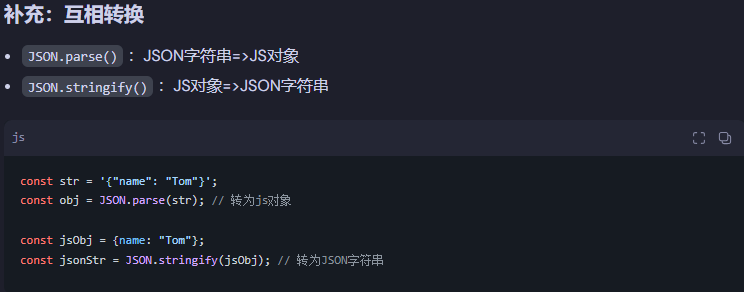 补充：互相转换
JSON.parse() ：JSON字符串=>JS对象
JSON.stringify() ：JS对象=>JSON字符串
js
const str = '{"name": "Tom"}';
const obj = JSON.parse(str); // 转为js对象
const jsObj = {name: "Tom"};
const jsonStr = JSON.stringify(jsObj); // 转为JSON字符串